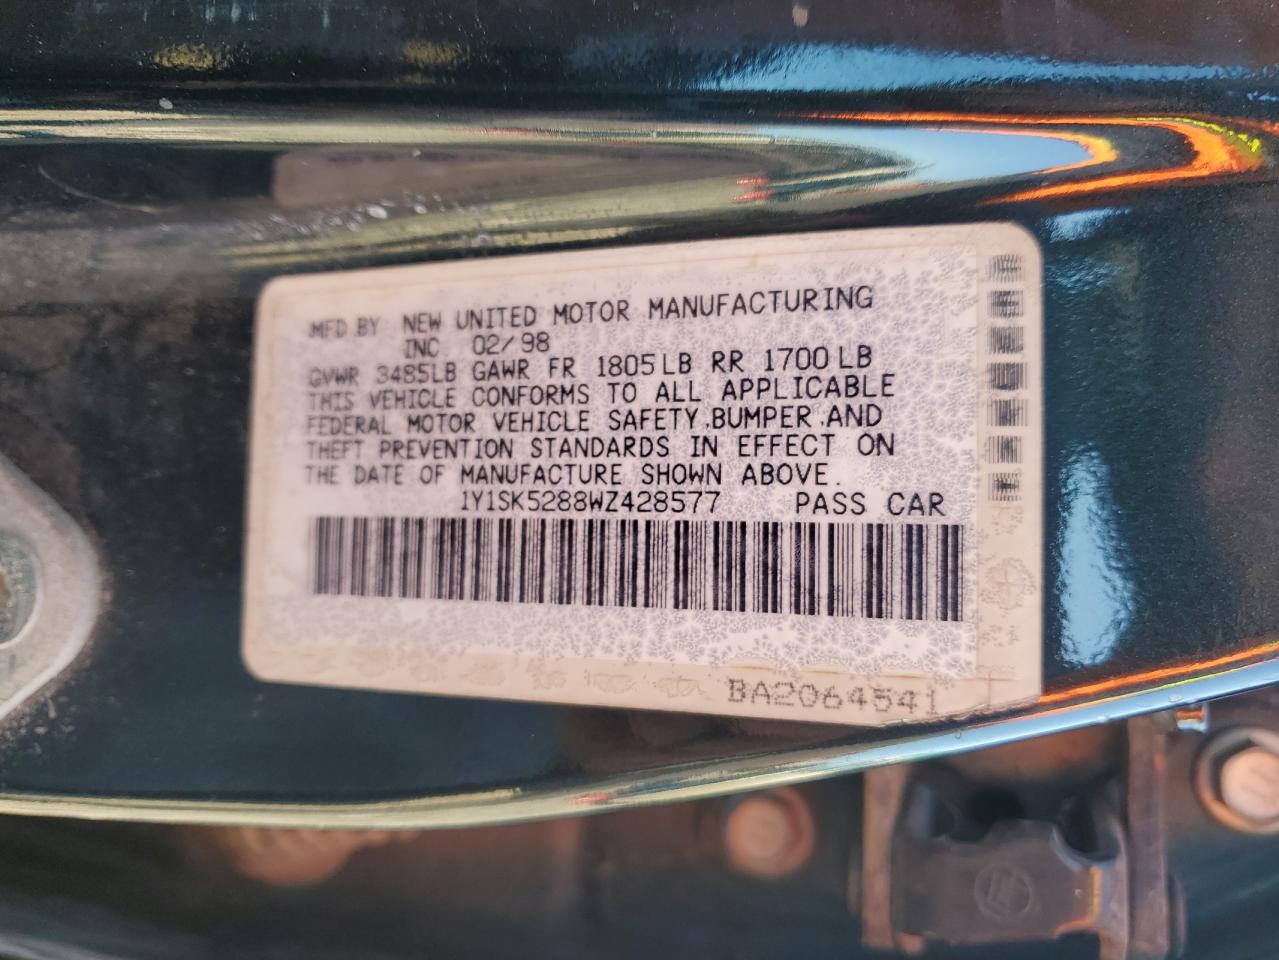 MFD BY NEW UNITED MOTOR MANUFACTURING
INC 02/98
GVWR 3485LB GAWR FR 1805LB RR 1700LB
THIS VEHICLE CONFORMS TO ALL APPLICABLE
FEDERAL MOTOR VEHICLE SAFETY,BUMPER,AND
THEFT PREVENTION STANDARDS IN EFFECT ON
THE DATE OF MANUFACTURE SHOWN ABOVE.
1Y1SK5288WZ428577 PASS CAR
BA2064541